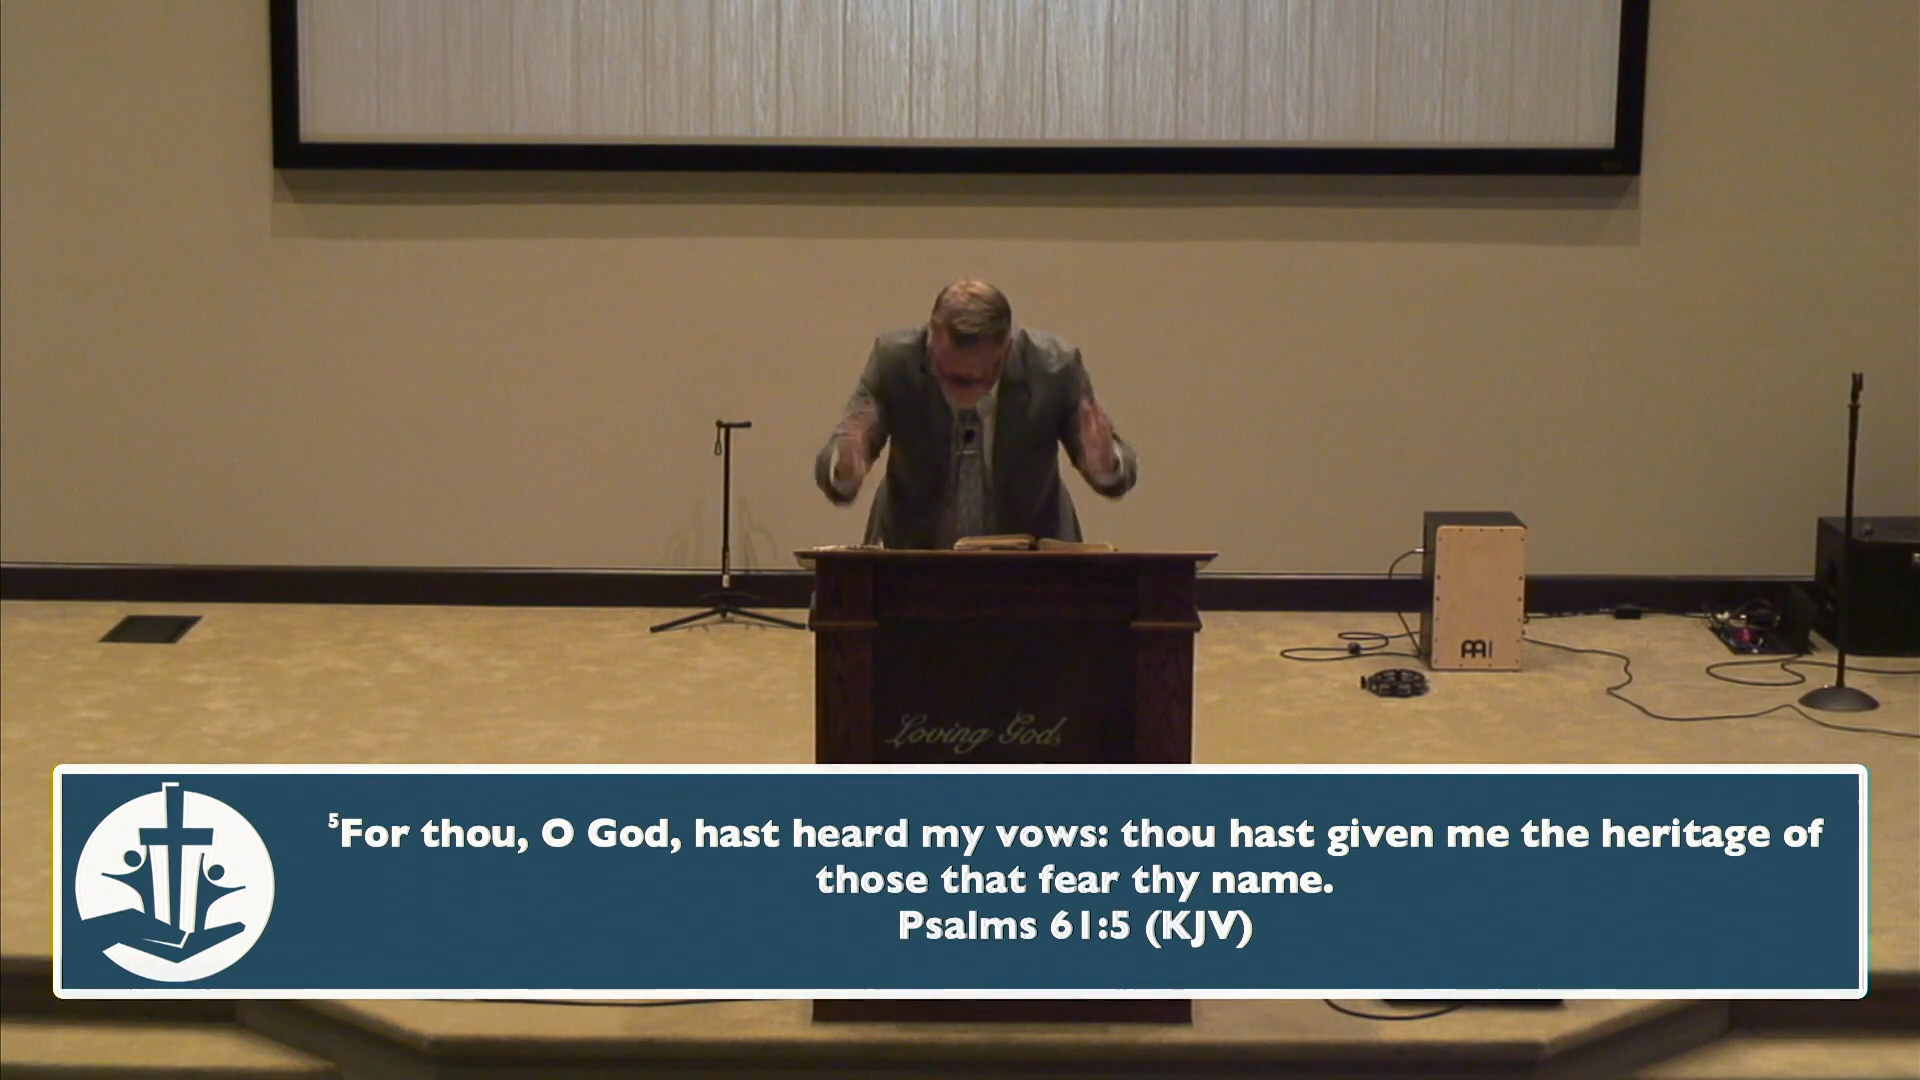 Loving God,
⁵For thou, O God, hast heard my vows: thou hast given me the heritage of
those that fear thy name.
Psalms 61:5 (KJV)